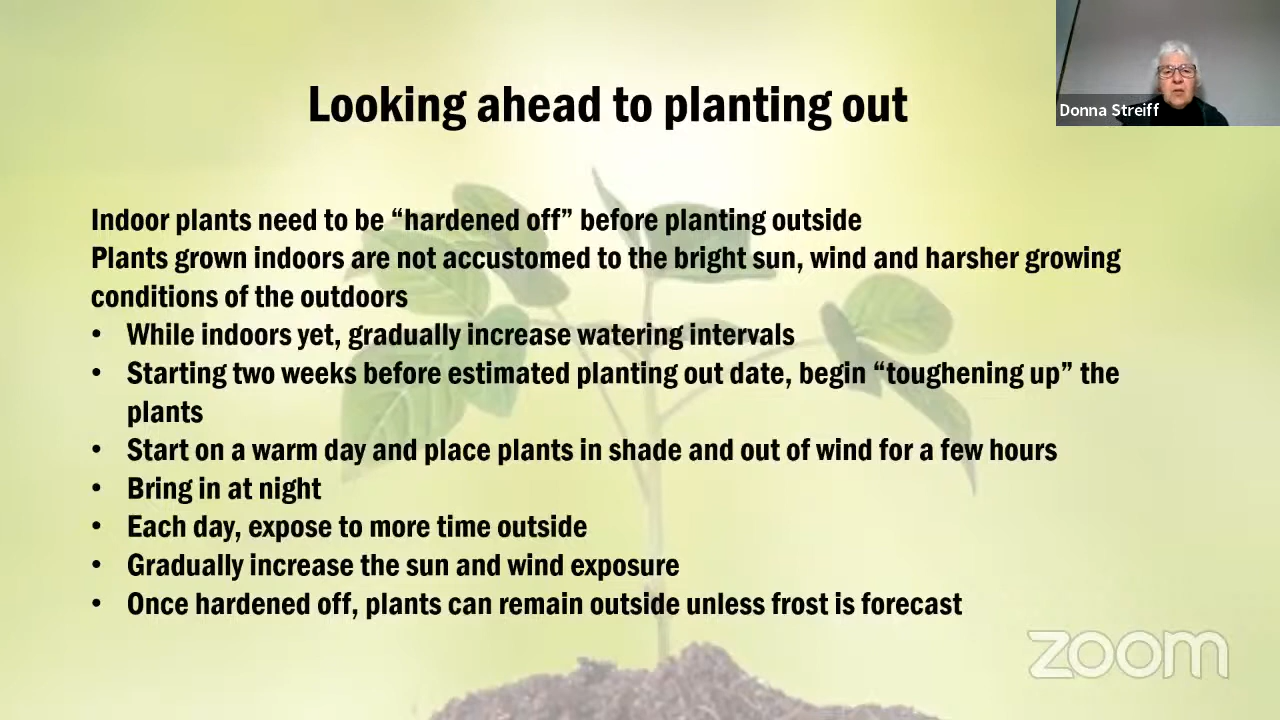 Looking ahead to planting out
Donna Streiff
Indoor plants need to be “hardened off” before planting outside
Plants grown indoors are not accustomed to the bright sun, wind and harsher growing
conditions of the outdoors
• While indoors yet, gradually increase watering intervals
• Starting two weeks before estimated planting out date, begin “toughening up” the
plants
• Start on a warm day and place plants in shade and out of wind for a few hours
• Bring in at night
• Each day, expose to more time outside
• Gradually increase the sun and wind exposure
• Once hardened off, plants can remain outside unless frost is forecast
zoom